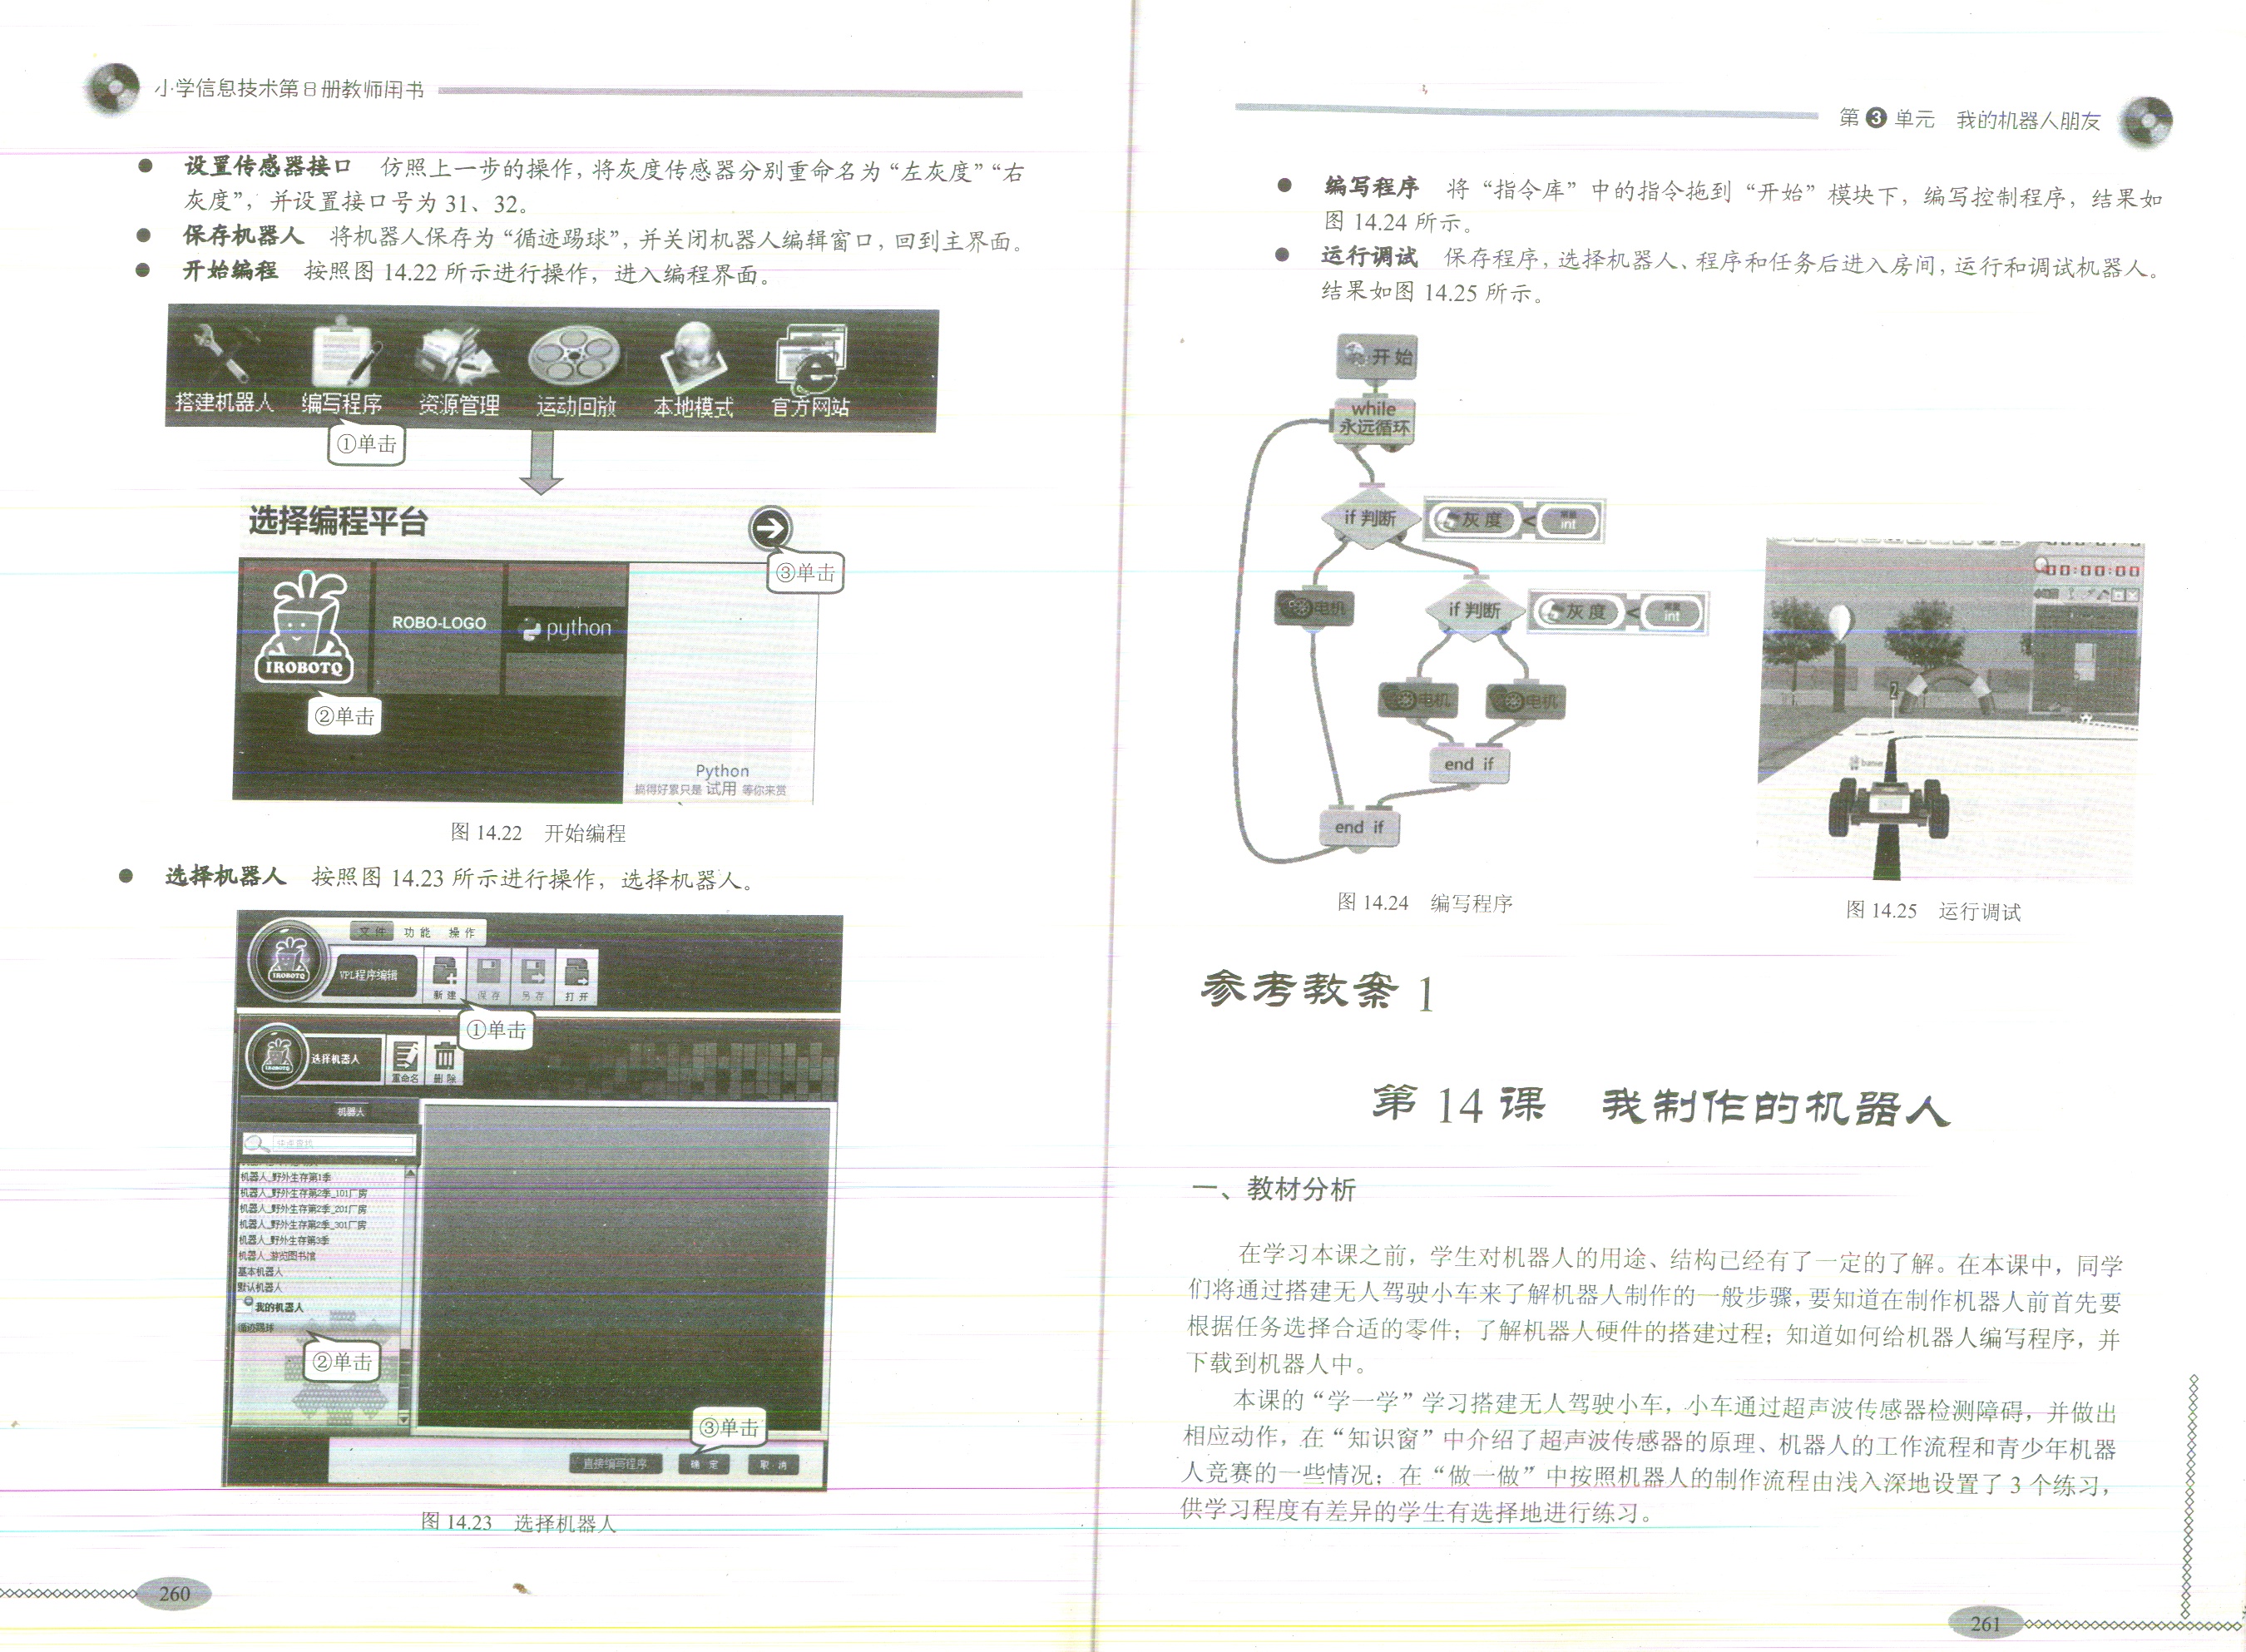 小学信息技术第8册教师用书
● 设置传感器接口 仿照上一步的操作，将灰度传感器分别重命名为“左灰度”“右
灰度”，并设置接口号为 31、32。
● 保存机器人 将机器人保存为“循迹踢球”，并关闭机器人编辑窗口，回到主界面。
● 开始编程 按照图 14.22 所示进行操作，进入编程界面。
搭建机器人 编写程序 资源管理 运动回放 本地模式 官方网站
①单击
选择编程平台
③单击
IROBOTQ
ROBO-LOGO
python
②单击
Python
搞得好累只是 试用 等你来赏
图 14.22 开始编程
● 选择机器人 按照图 14.23 所示进行操作，选择机器人。
文件 功能 操作
IROBOTQ
VPL程序编辑
新建 保存 另存 打开
①单击
IROBOTQ
选择机器人
重命名 删除
机器人
快速查找
机器人_野外生存第1季
机器人_野外生存第2季_101厂房
机器人_野外生存第2季_201厂房
机器人_野外生存第2季_301厂房
机器人_野外生存第3季
机器人_游览图书馆
基本机器人
默认机器人
我的机器人
循迹踢球
②单击
③单击
直接编写程序 确定 取消
图 14.23 选择机器人
260
第3单元 我的机器人朋友
● 编写程序 将“指令库”中的指令拖到“开始”模块下，编写控制程序，结果如
图 14.24 所示。
● 运行调试 保存程序，选择机器人、程序和任务后进入房间，运行和调试机器人。
结果如图 14.25 所示。
开始
while
永远循环
if 判断 灰度 < 常量 int
电机
if 判断 灰度 < 常量 int
电机 电机
end if
end if
图 14.24 编写程序
00:00:00
2
图 14.25 运行调试
参考教案 1
第 14 课 我制作的机器人
一、教材分析
在学习本课之前，学生对机器人的用途、结构已经有了一定的了解。在本课中，同学
们将通过搭建无人驾驶小车来了解机器人制作的一般步骤，要知道在制作机器人前首先要
根据任务选择合适的零件；了解机器人硬件的搭建过程；知道如何给机器人编写程序，并
下载到机器人中。
本课的“学一学”学习搭建无人驾驶小车，小车通过超声波传感器检测障碍，并做出
相应动作，在“知识窗”中介绍了超声波传感器的原理、机器人的工作流程和青少年机器
人竞赛的一些情况；在“做一做”中按照机器人的制作流程由浅入深地设置了 3 个练习，
供学习程度有差异的学生有选择地进行练习。
261